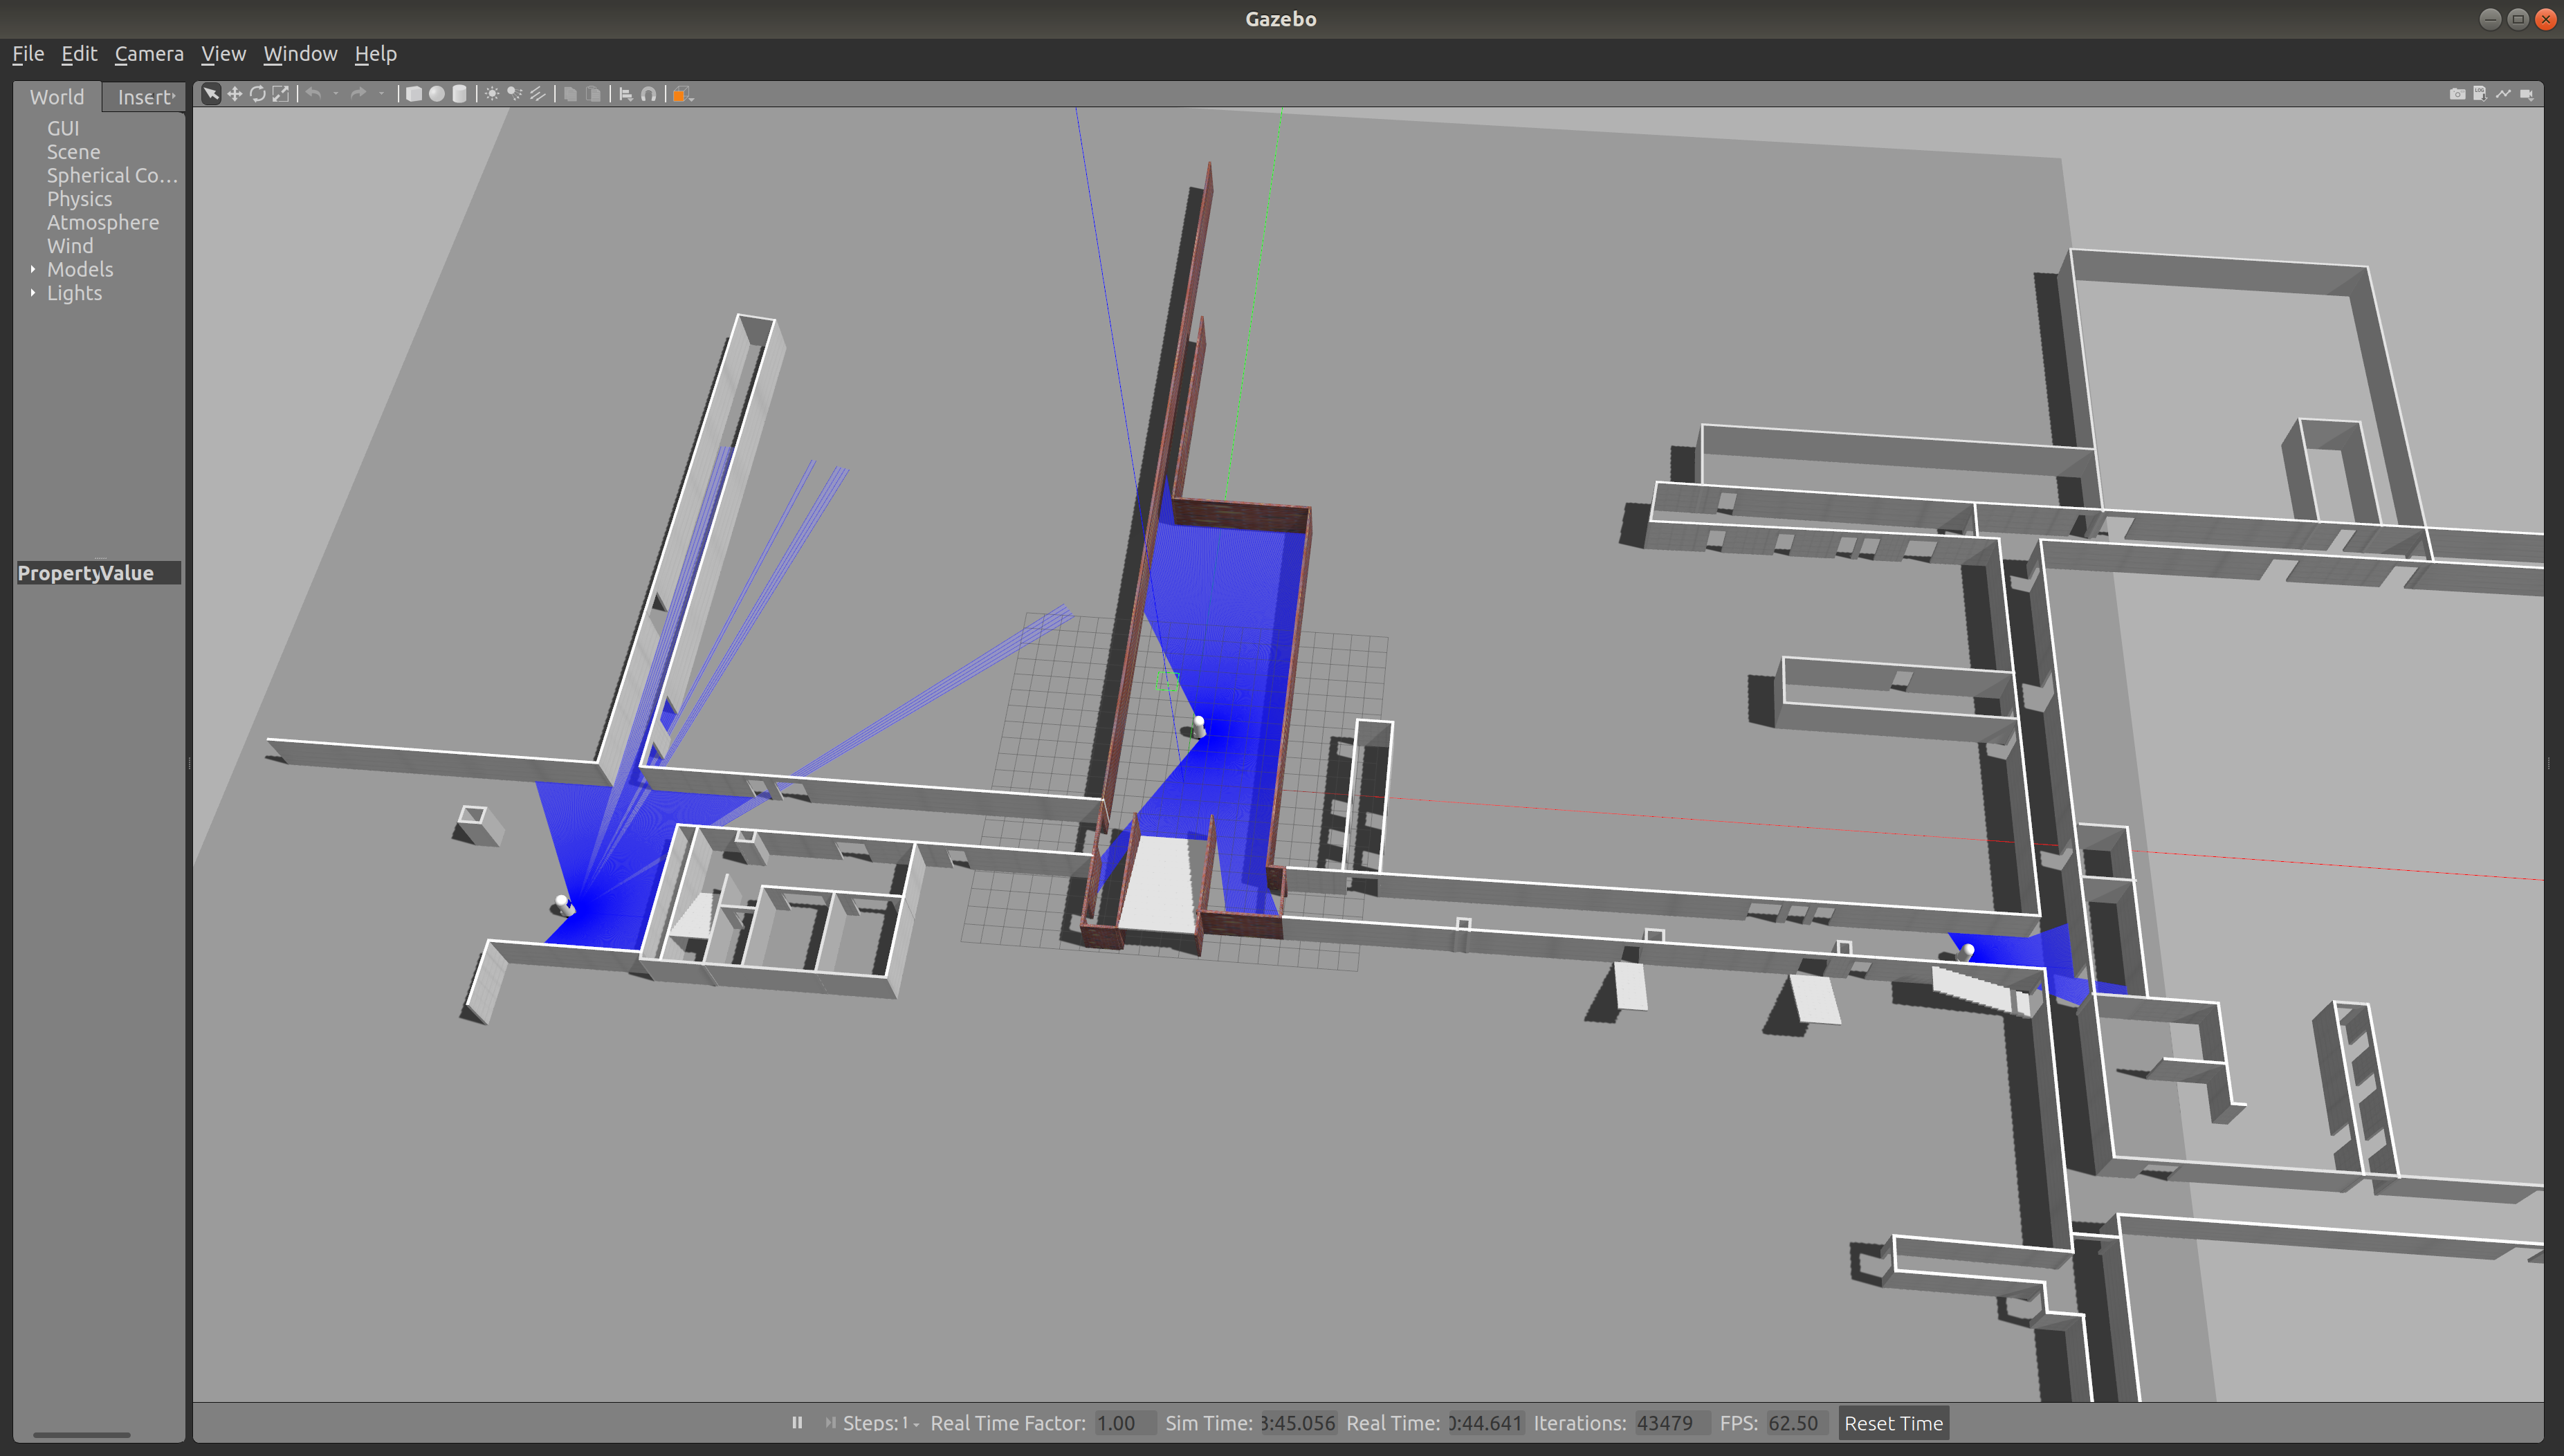 Gazebo
File Edit Camera View Window Help
World Insert
GUI
Scene
Spherical Co...
Physics
Atmosphere
Wind
Models
Lights
Property Value
Steps: 1 Real Time Factor: 1.00 Sim Time: 3:45.056 Real Time: 0:44.641 Iterations: 43479 FPS: 62.50 Reset Time